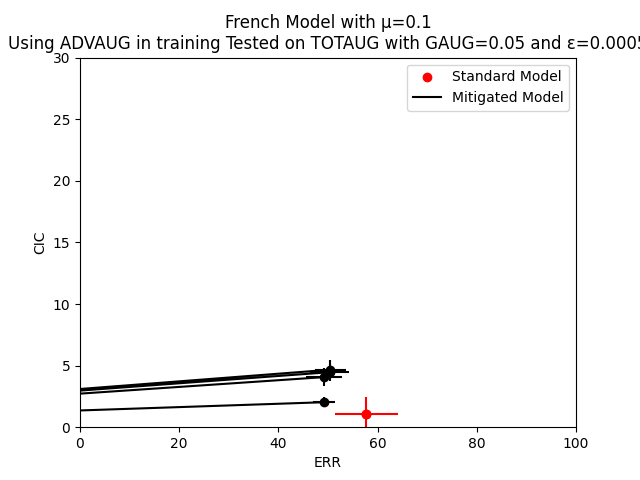 French Model with μ=0.1
Using ADVAUG in training Tested on TOTAUG with GAUG=0.05 and ε=0.0005
30
25
20
15
10
5
0
CIC
Standard Model
Mitigated Model
0 20 40 60 80 100
ERR